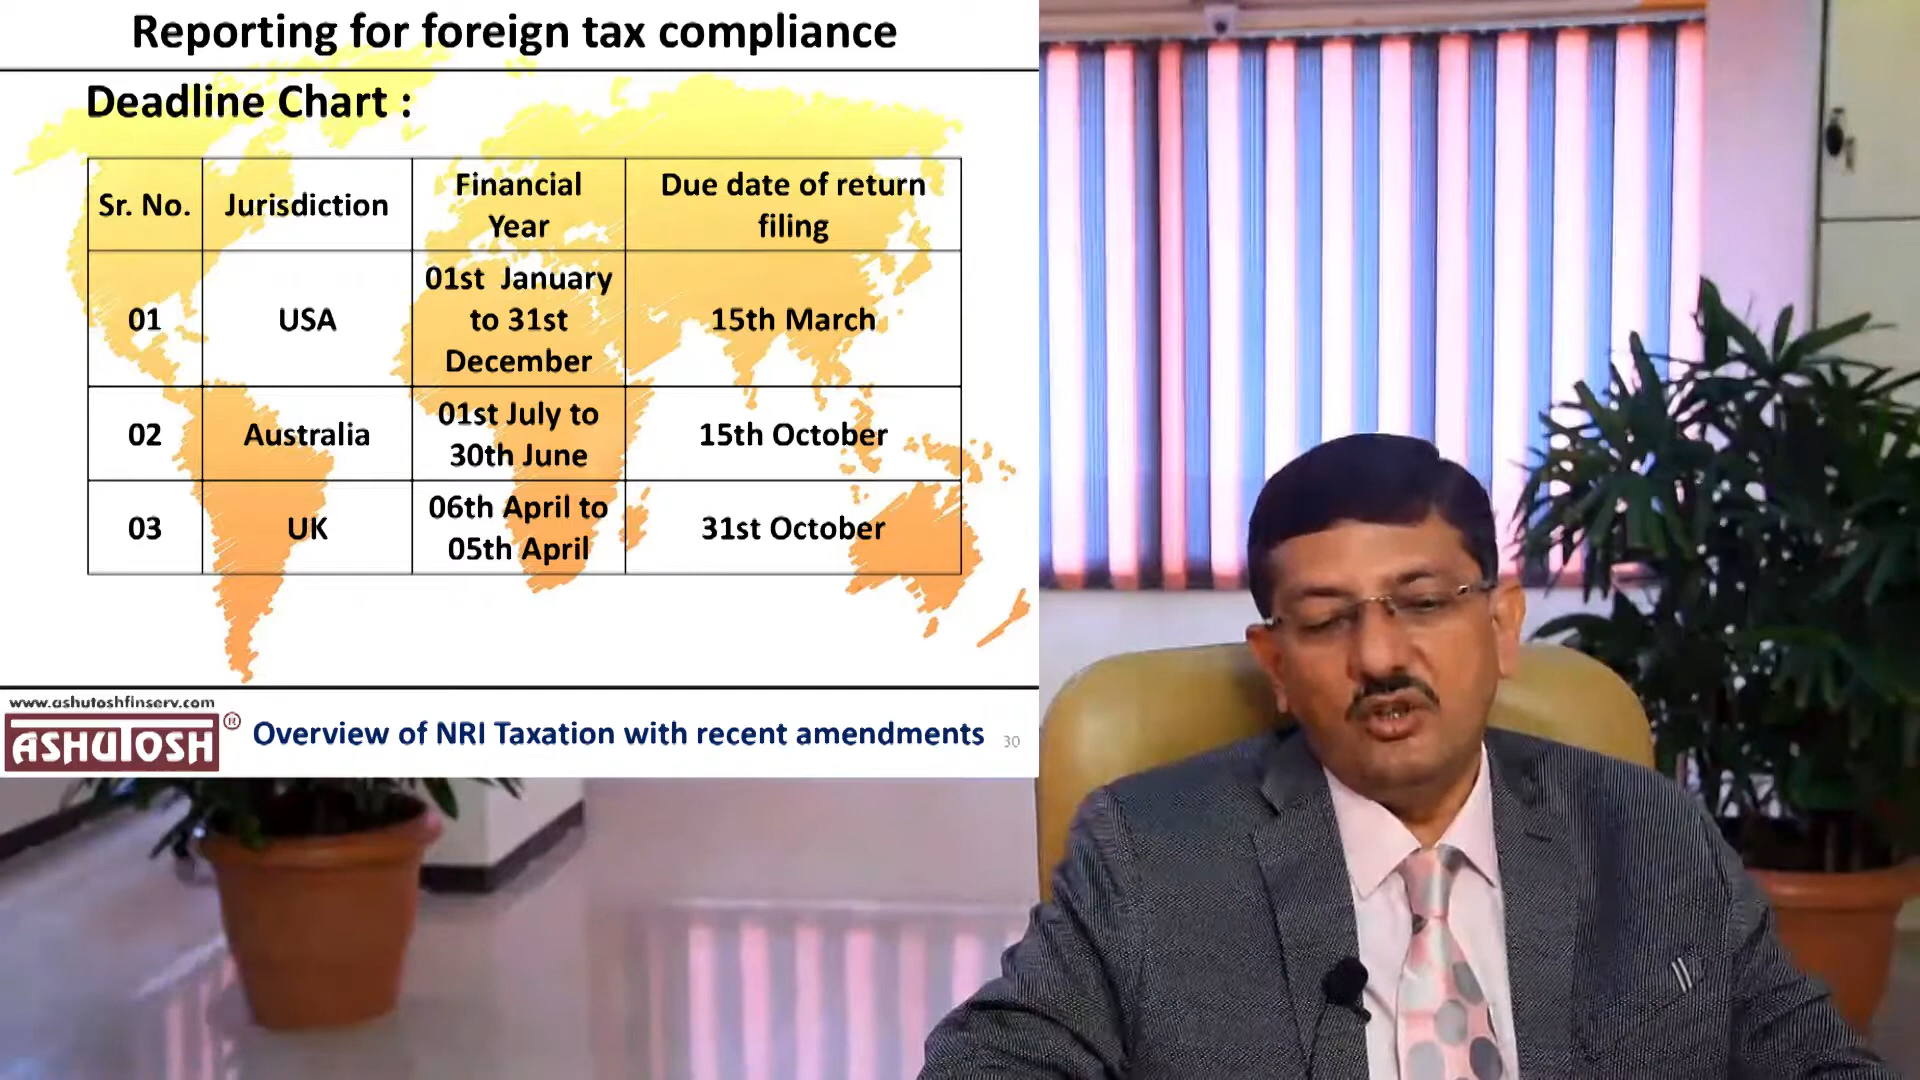 Reporting for foreign tax compliance
Deadline Chart :
Sr. No.
Jurisdiction
Financial
Year
Due date of return
filing
01
USA
01st  January
to 31st
December
15th March
02
Australia
01st July to
30th June
15th October
03
UK
06th April to
05th April
31st October
www.ashutoshfinserv.com
ASHUTOSH®
Overview of NRI Taxation with recent amendments
30